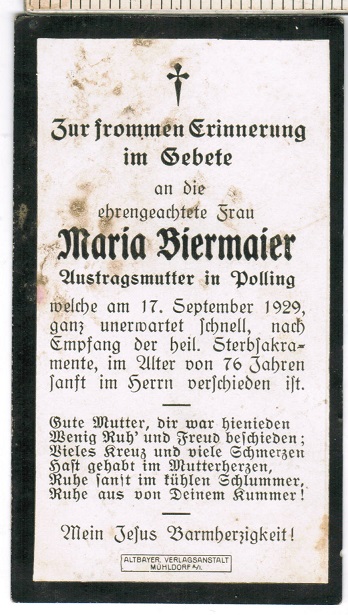 Zur frommen Erinnerung
im Gebete
an die
ehrengeachtete Frau
Maria Biermaier
Austragsmutter in Polling
welche am 17. September 1929,
ganz unerwartet schnell, nach
Empfang der heil. Sterbsakra-
mente, im Alter von 76 Jahren
sanft im Herrn verschieden ist.
Gute Mutter, dir war hienieden
Wenig Ruh' und Freud beschieden;
Vieles Kreuz und viele Schmerzen
Hast gehabt im Mutterherzen,
Ruhe sanft im kühlen Schlummer,
Ruhe aus von Deinem Kummer!
Mein Jesus Barmherzigkeit!
ALTBAYER. VERLAGSANSTALT
MÜHLDORF a/I.